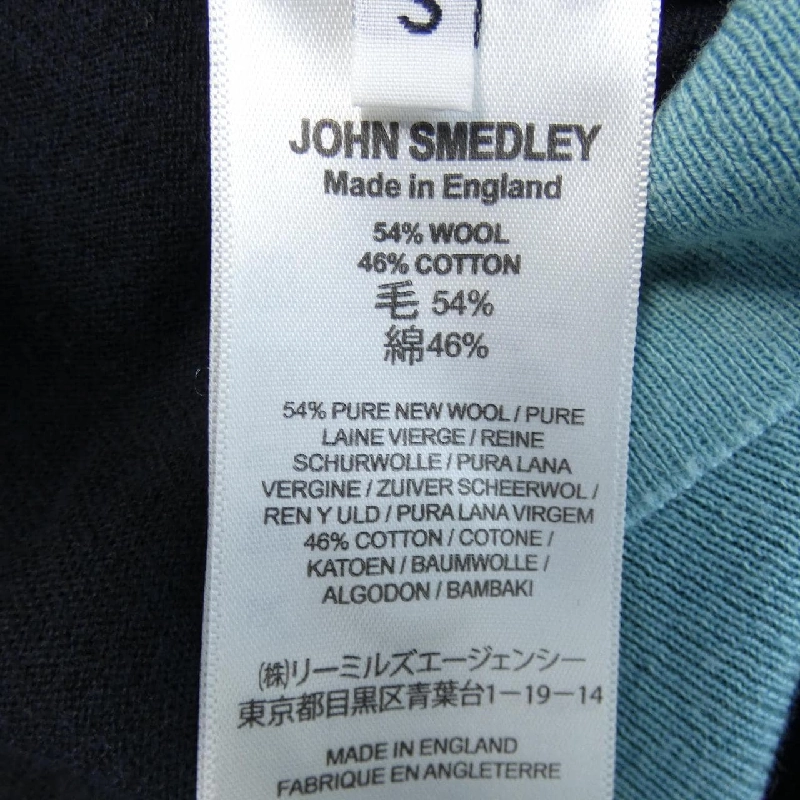 S
JOHN SMEDLEY
Made in England
54% WOOL
46% COTTON
毛 54%
綿46%
54% PURE NEW WOOL / PURE
LAINE VIERGE / REINE
SCHURWOLLE / PURA LANA
VERGINE / ZUIVER SCHEERWOL /
REN Y ULD / PURA LANA VIRGEM
46% COTTON / COTONE /
KATOEN / BAUMWOLLE /
ALGODON / BAMBAKI
㈱リーミルズエージェンシー
東京都目黒区青葉台1−19−14
MADE IN ENGLAND
FABRIQUE EN ANGLETERRE